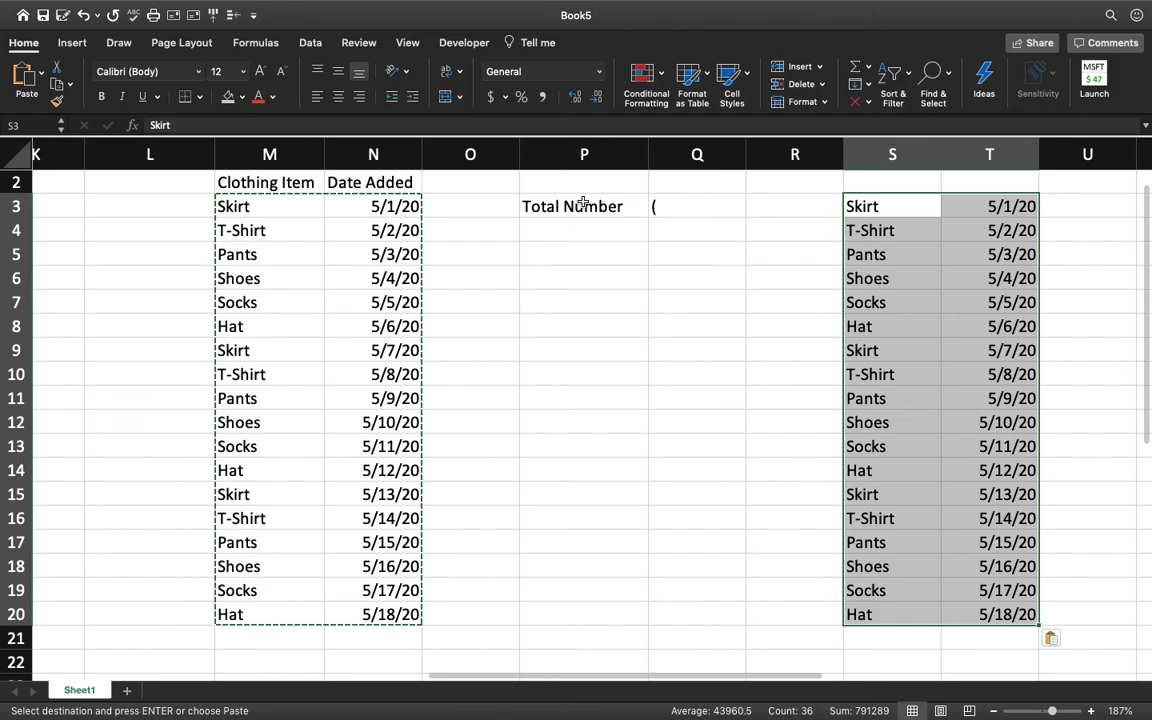 Book5
Home Insert Draw Page Layout Formulas Data Review View Developer Tell me Share Comments
Paste Calibri (Body) 12 B I U General $ % Conditional Formatting Format as Table Cell Styles Insert Delete Format Sort & Filter Find & Select Ideas Sensitivity MSFT $ 47 Launch
S3 fx Skirt
K L M N O P Q R S T U
2 Clothing Item Date Added
3 Skirt 5/1/20 Total Number ( Skirt 5/1/20
4 T-Shirt 5/2/20 T-Shirt 5/2/20
5 Pants 5/3/20 Pants 5/3/20
6 Shoes 5/4/20 Shoes 5/4/20
7 Socks 5/5/20 Socks 5/5/20
8 Hat 5/6/20 Hat 5/6/20
9 Skirt 5/7/20 Skirt 5/7/20
10 T-Shirt 5/8/20 T-Shirt 5/8/20
11 Pants 5/9/20 Pants 5/9/20
12 Shoes 5/10/20 Shoes 5/10/20
13 Socks 5/11/20 Socks 5/11/20
14 Hat 5/12/20 Hat 5/12/20
15 Skirt 5/13/20 Skirt 5/13/20
16 T-Shirt 5/14/20 T-Shirt 5/14/20
17 Pants 5/15/20 Pants 5/15/20
18 Shoes 5/16/20 Shoes 5/16/20
19 Socks 5/17/20 Socks 5/17/20
20 Hat 5/18/20 Hat 5/18/20
21
22
Sheet1
Select destination and press ENTER or choose Paste Average: 43960.5 Count: 36 Sum: 791289 187%